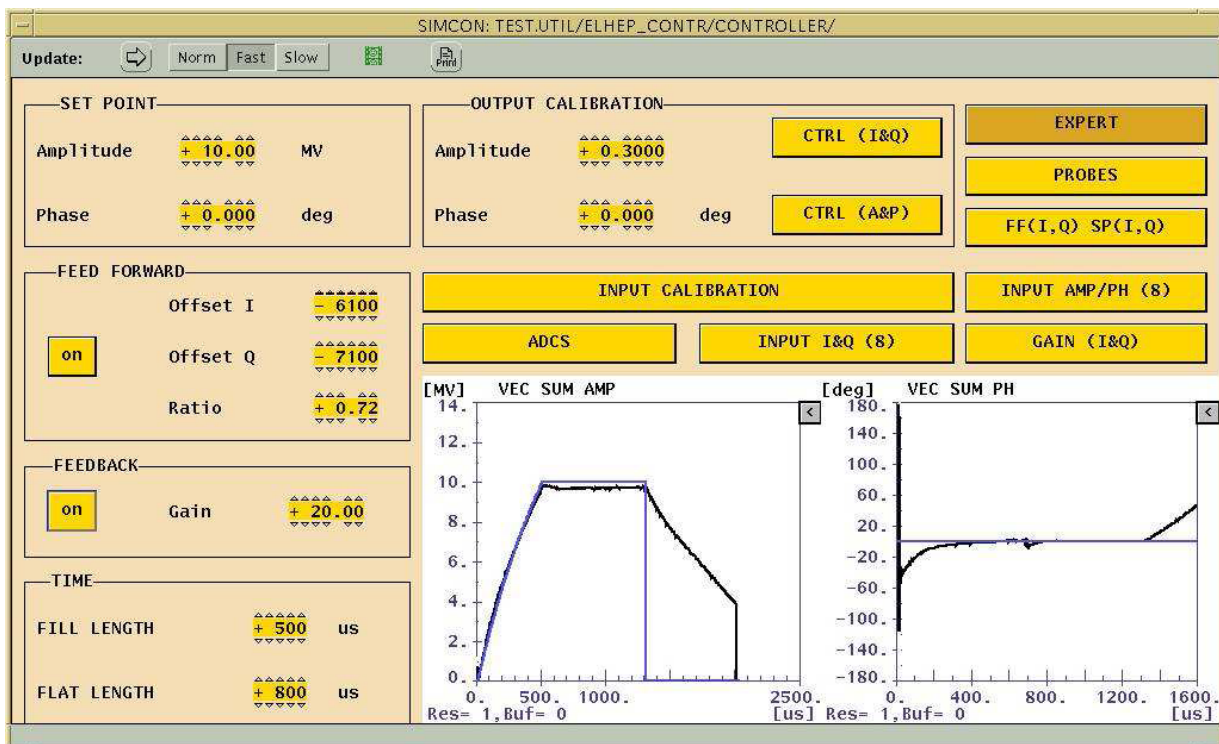 SIMCON: TEST.UTIL/ELHEP_CONTR/CONTROLLER/
Update: Norm Fast Slow Print
SET POINT
Amplitude + 10.00 MV
Phase + 0.000 deg
OUTPUT CALIBRATION
Amplitude + 0.3000
Phase + 0.000 deg
CTRL (I&Q)
CTRL (A&P)
EXPERT
PROBES
FF(I,Q) SP(I,Q)
FEED FORWARD
Offset I - 6100
on Offset Q - 7100
Ratio + 0.72
INPUT CALIBRATION
INPUT AMP/PH (8)
ADCS
INPUT I&Q (8)
GAIN (I&Q)
FEEDBACK
on Gain + 20.00
TIME
FILL LENGTH + 500 us
FLAT LENGTH + 800 us
[MV] VEC SUM AMP
<
14.
12.
10.
8.
6.
4.
2.
0.
0. 500. 1000. 2500
Res= 1,Buf= 0 [us]
[deg] VEC SUM PH
<
180.
140.
100.
60.
20.
-20.
-60.
-100.
-140.
-180.
0. 400. 800. 1200. 1600
Res= 1,Buf= 0 [us]